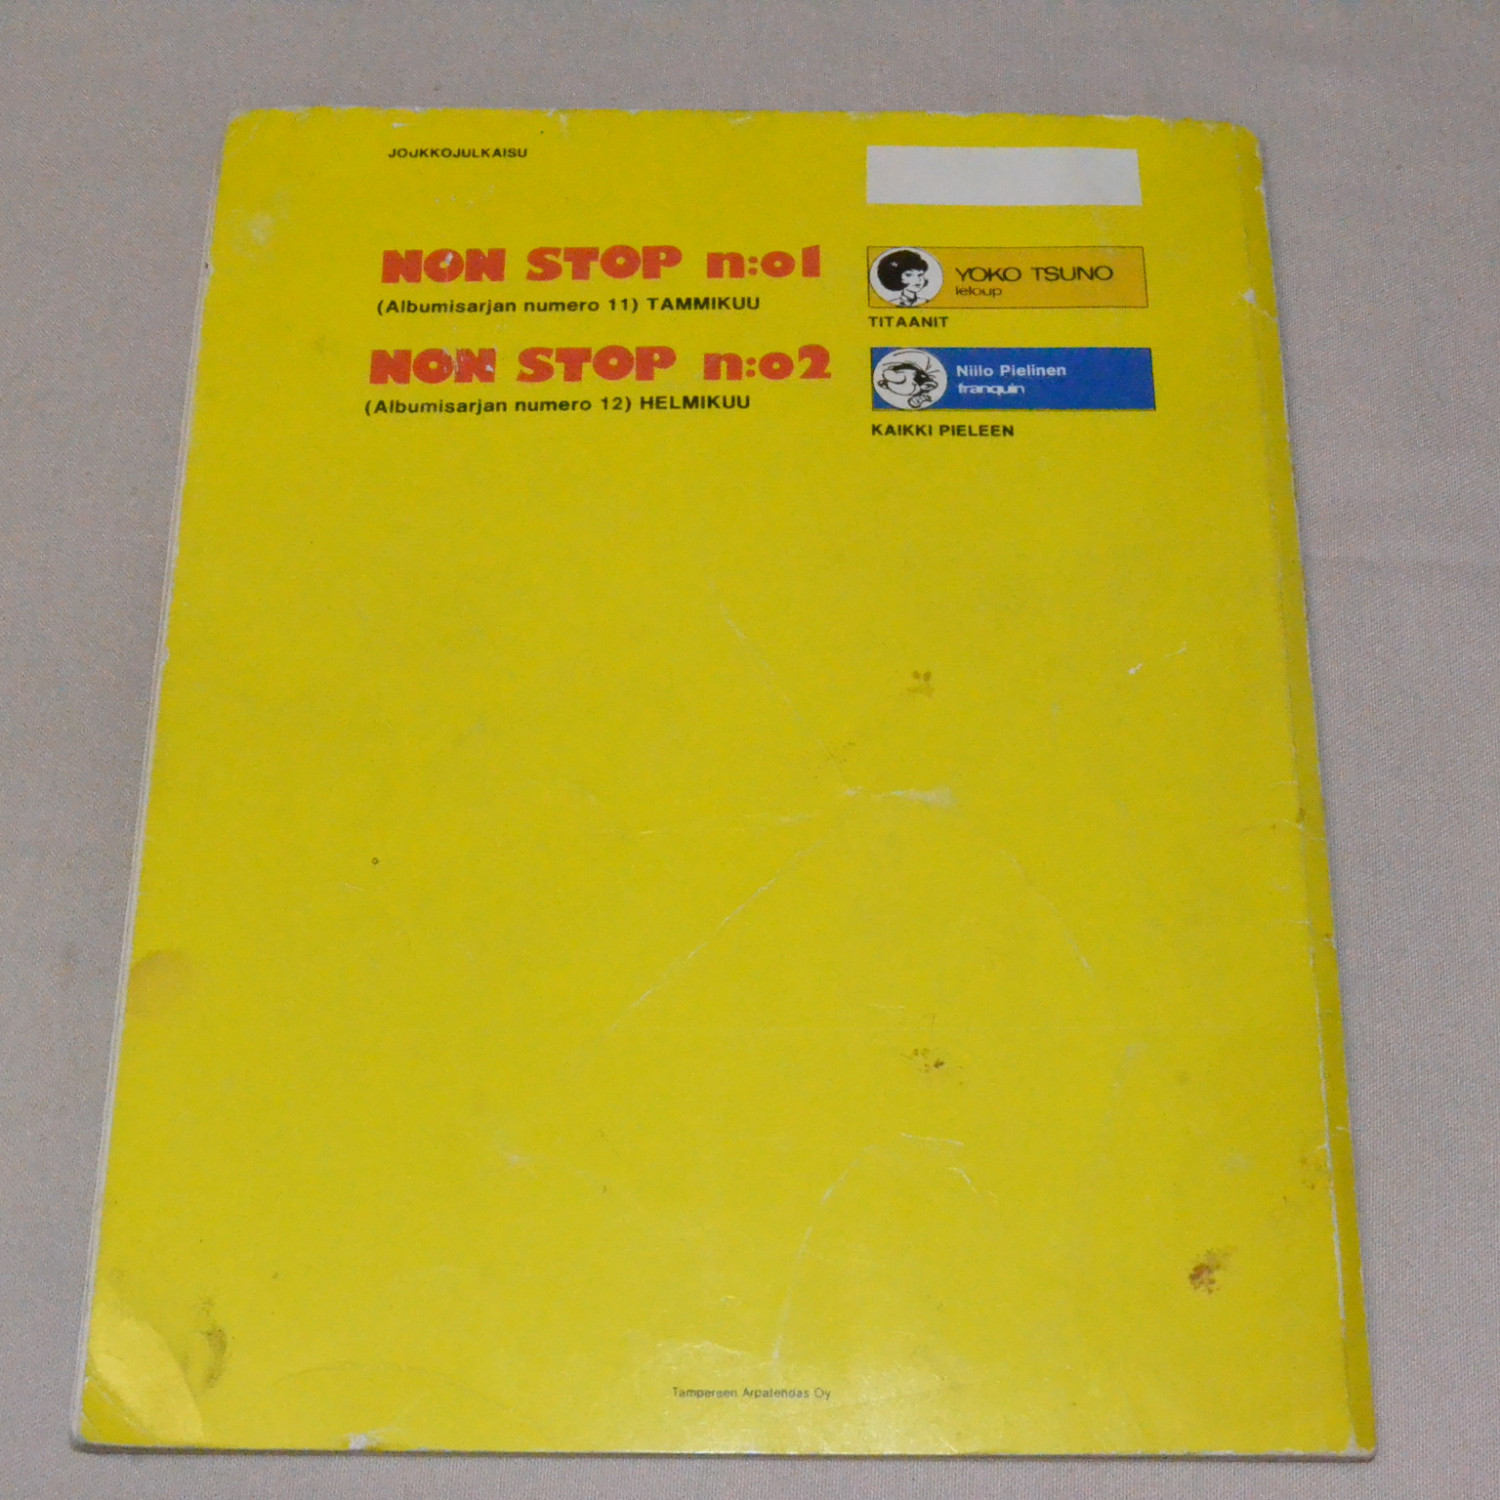 JOUKKOJULKAISU
NON STOP n:o1
(Albumisarjan numero 11) TAMMIKUU
YOKO TSUNO
leloup
TITAANIT
NON STOP n:o2
(Albumisarjan numero 12) HELMIKUU
Niilo Pielinen
franquin
KAIKKI PIELEEN
Tampereen Arpatehdas Oy